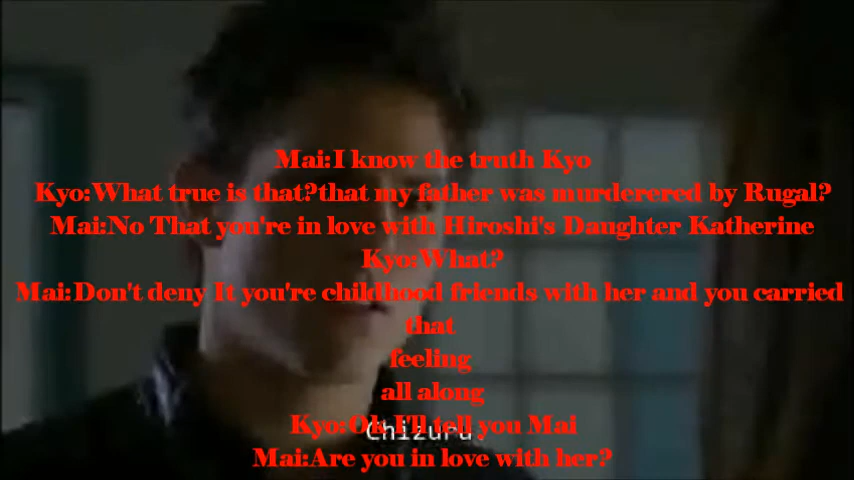 Mai:I know the truth Kyo
Kyo:What true is that?that my father was murderered by Rugal?
Mai:No That you're in love with Hiroshi's Daughter Katherine
Kyo:What?
Mai:Don't deny It you're childhood friends with her and you carried
that
feeling
all along
Kyo:Ok I'll tell you Mai
Chizuru.
Mai:Are you in love with her?